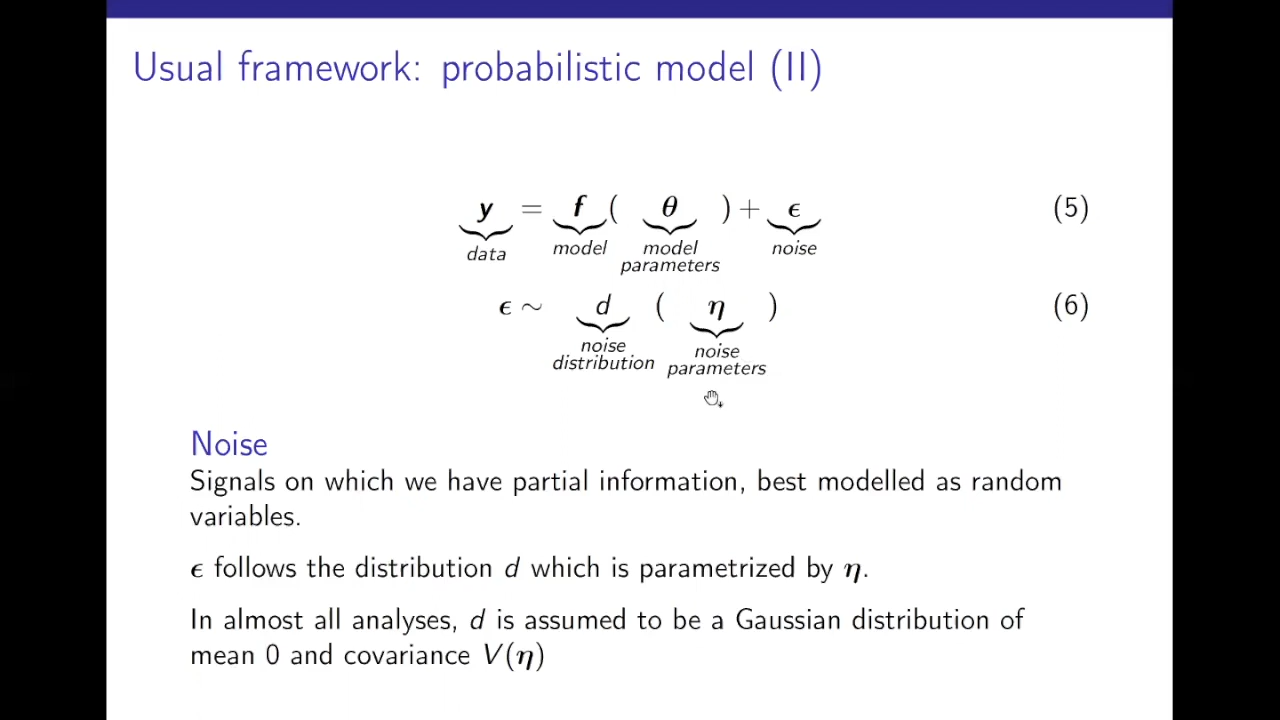 Usual framework: probabilistic model (II)
y = f ( θ ) + ϵ (5)
data model model parameters noise
ϵ ∼ d ( η ) (6)
noise distribution noise parameters
Noise
Signals on which we have partial information, best modelled as random
variables.
ϵ follows the distribution d which is parametrized by η.
In almost all analyses, d is assumed to be a Gaussian distribution of
mean 0 and covariance V(η)